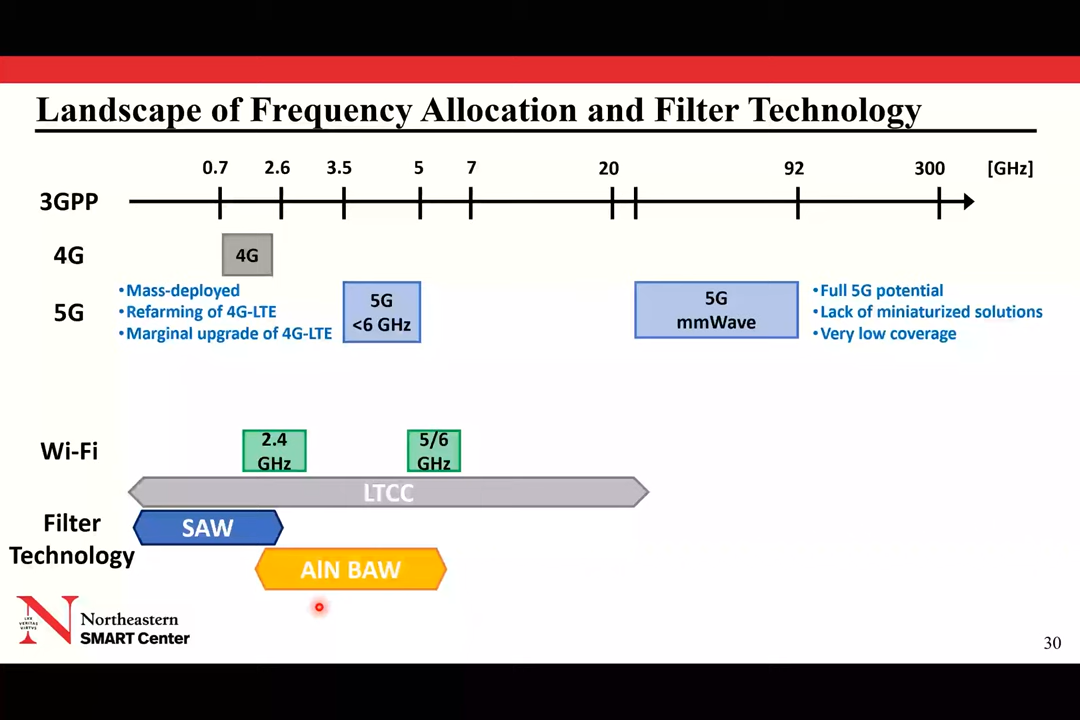 Landscape of Frequency Allocation and Filter Technology
0.7 2.6 3.5 5 7 20 92 300 [GHz]
3GPP
4G
4G
5G
•Mass-deployed
•Refarming of 4G-LTE
•Marginal upgrade of 4G-LTE
5G
<6 GHz
5G
mmWave
•Full 5G potential
•Lack of miniaturized solutions
•Very low coverage
Wi-Fi
2.4
GHz
5/6
GHz
LTCC
Filter
Technology
SAW
AlN BAW
N
Northeastern
SMART Center
30